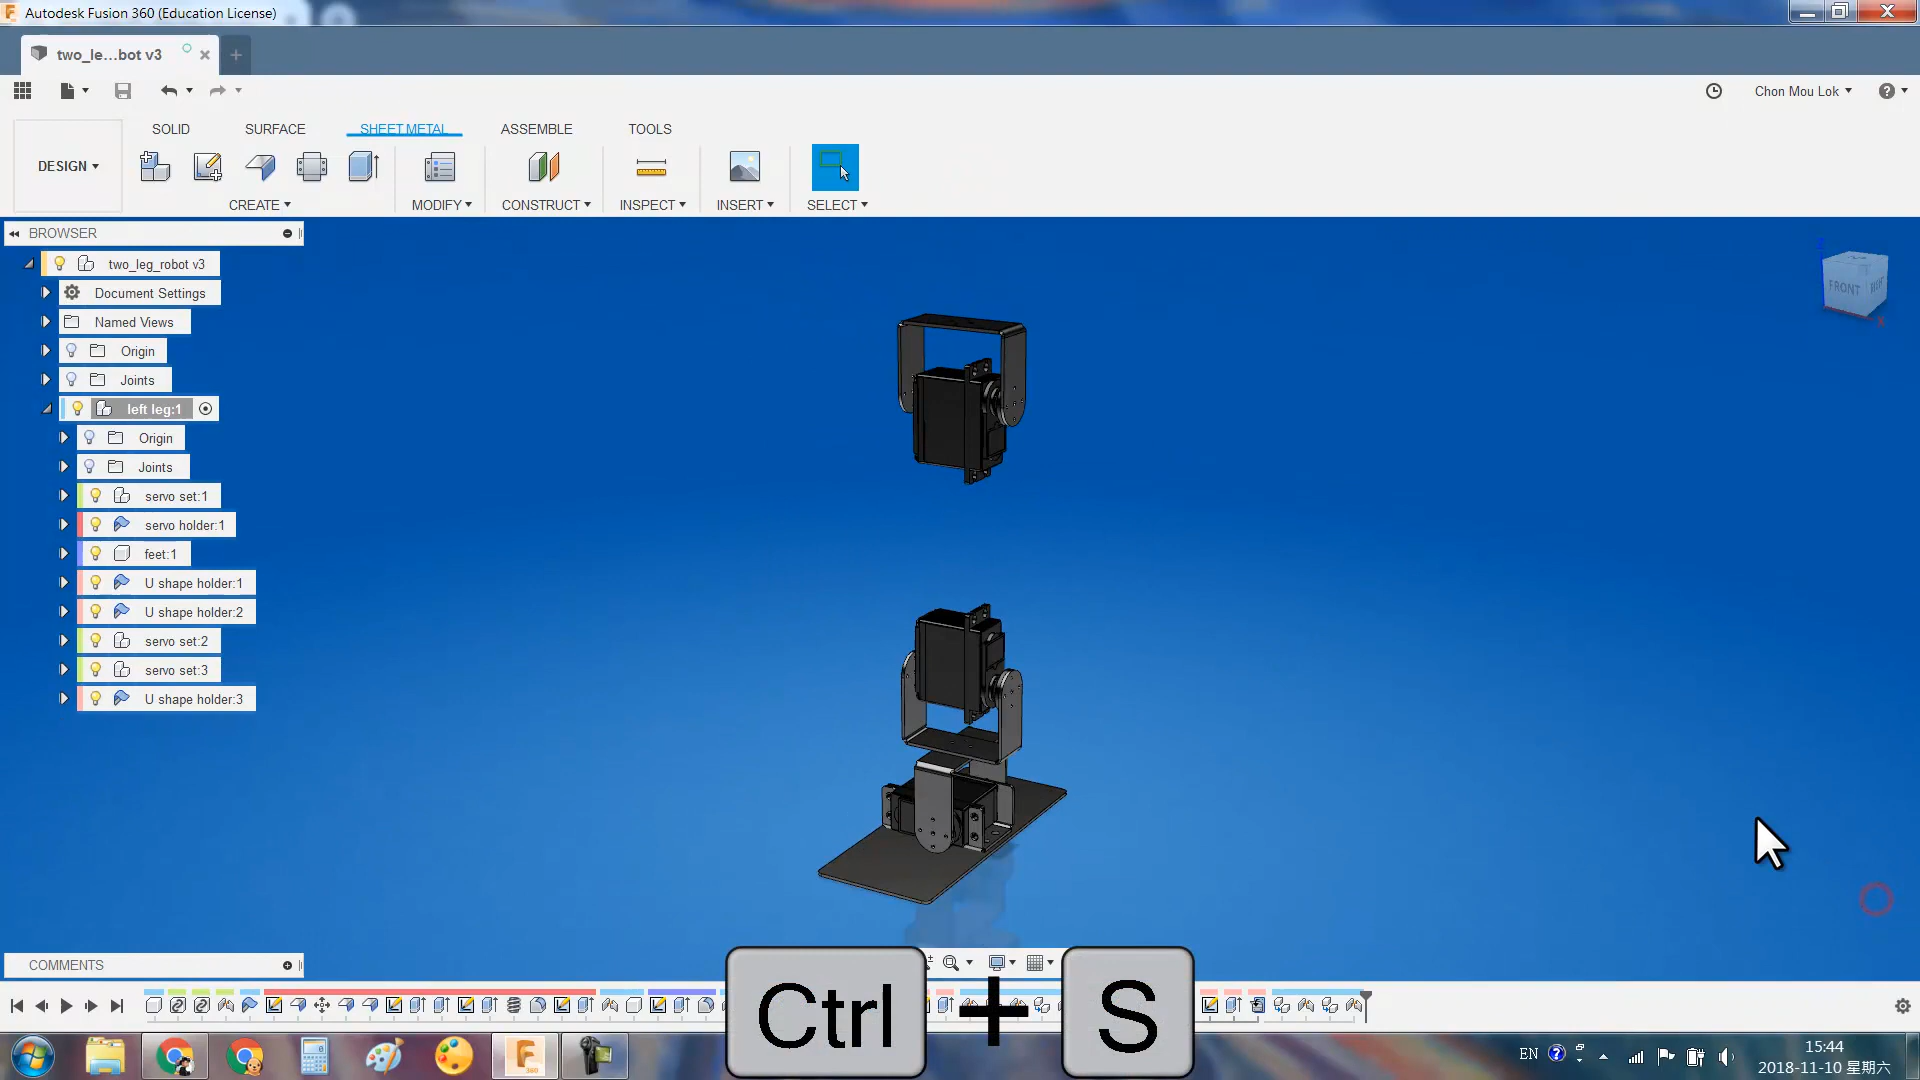 Autodesk Fusion 360 (Education License)
two_le...bot v3
Chon Mou Lok
SOLID
SURFACE
SHEET METAL
ASSEMBLE
TOOLS
DESIGN
CREATE
MODIFY
CONSTRUCT
INSPECT
INSERT
SELECT
BROWSER
two_leg_robot v3
Document Settings
Named Views
Origin
Joints
left leg:1
Origin
Joints
servo set:1
servo holder:1
feet:1
U shape holder:1
U shape holder:2
servo set:2
servo set:3
U shape holder:3
FRONT
COMMENTS
Ctrl + S
EN
15:44
2018-11-10 星期六